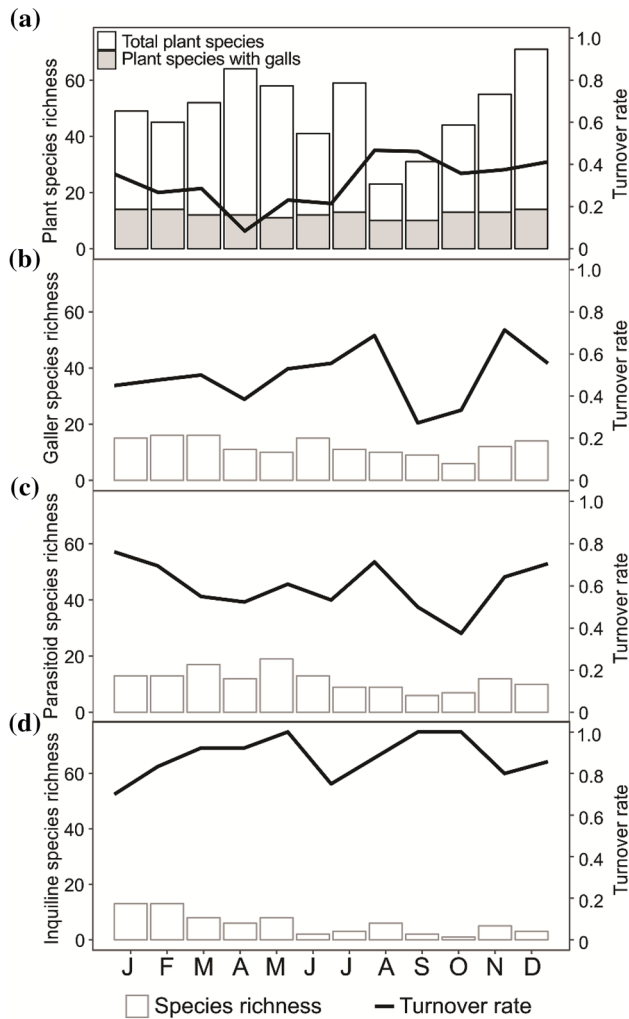 (a)
Total plant species
Plant species with galls
Plant species richness
60
40
20
0
1.0
0.8
0.6
0.4
0.2
0
Turnover rate
(b)
Galler species richness
60
40
20
0
1.0
0.8
0.6
0.4
0.2
0
Turnover rate
(c)
Parasitoid species richness
60
40
20
0
1.0
0.8
0.6
0.4
0.2
0
Turnover rate
(d)
Inquiline species richness
60
40
20
0
1.0
0.8
0.6
0.4
0.2
0
Turnover rate
J F M A M J J A S O N D
Species richness Turnover rate